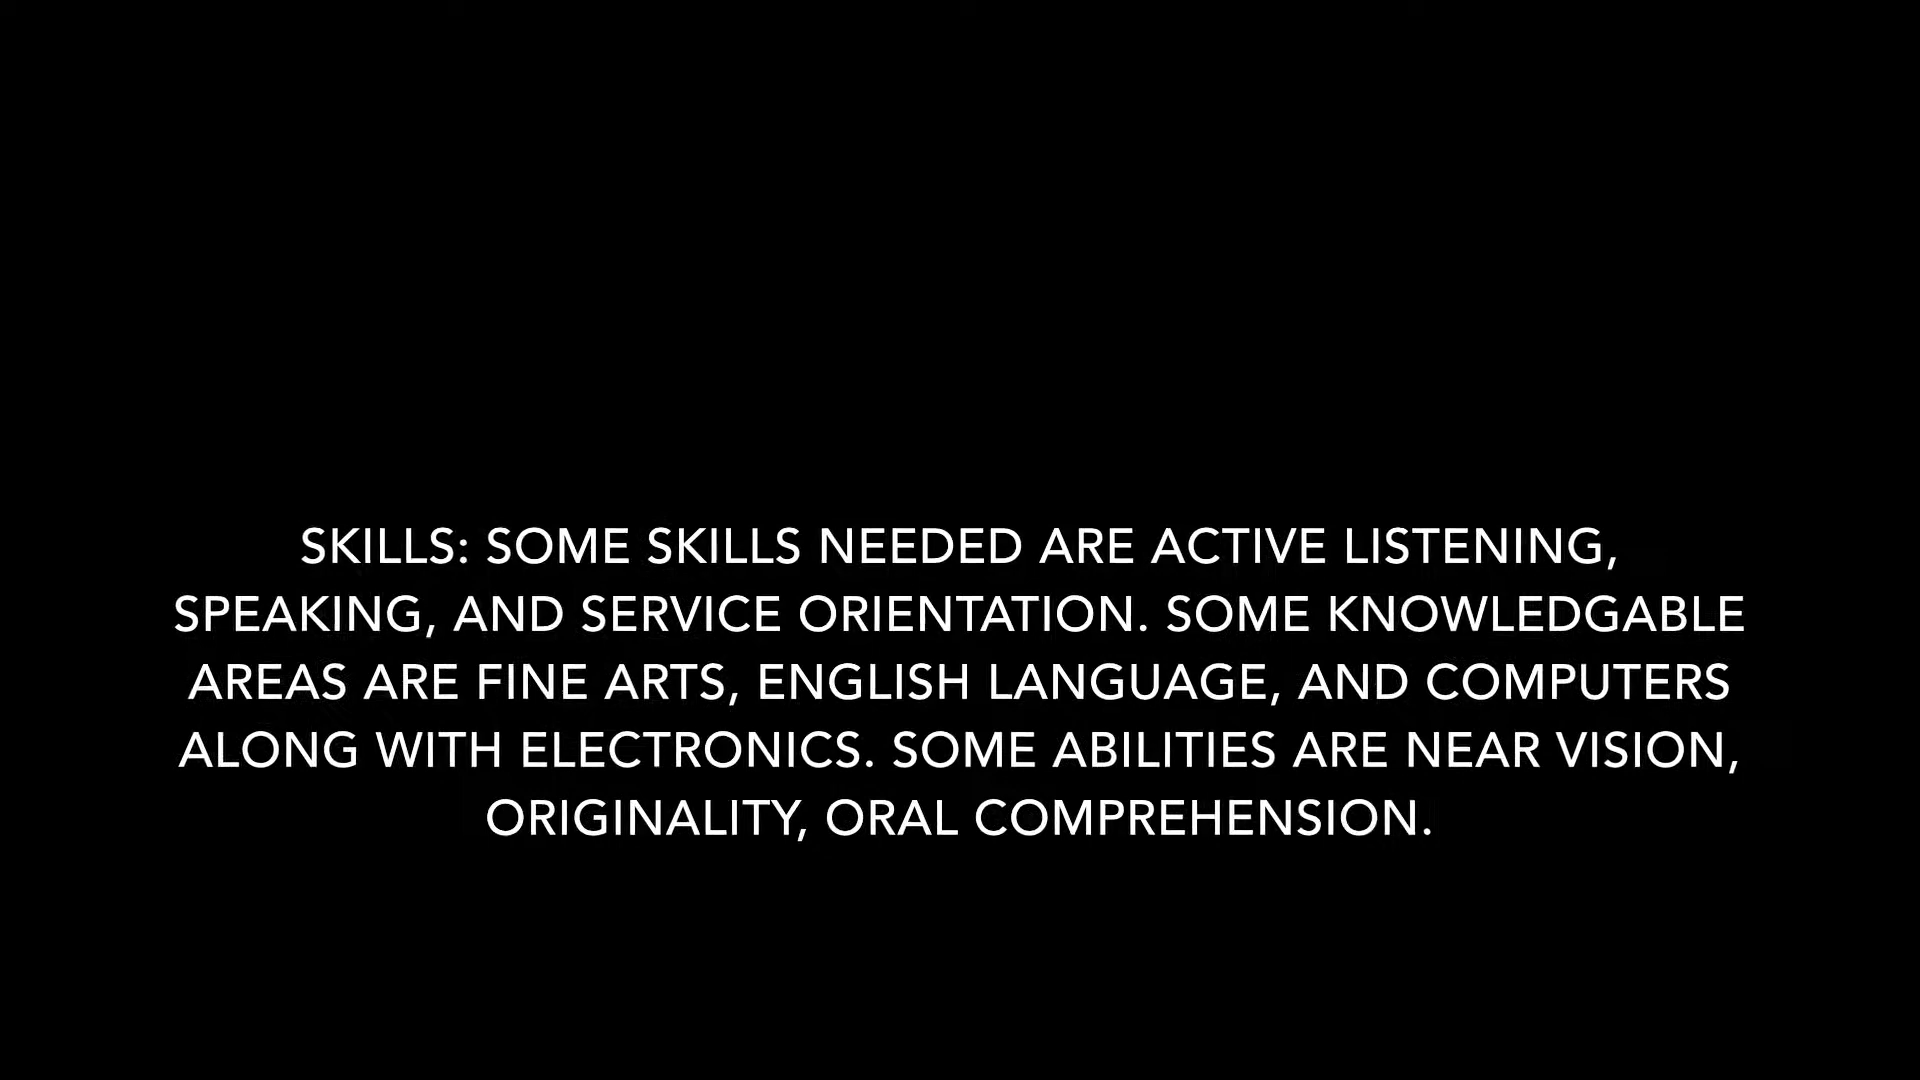 SKILLS: SOME SKILLS NEEDED ARE ACTIVE LISTENING,
SPEAKING, AND SERVICE ORIENTATION. SOME KNOWLEDGABLE
AREAS ARE FINE ARTS, ENGLISH LANGUAGE, AND COMPUTERS
ALONG WITH ELECTRONICS. SOME ABILITIES ARE NEAR VISION,
ORIGINALITY, ORAL COMPREHENSION.